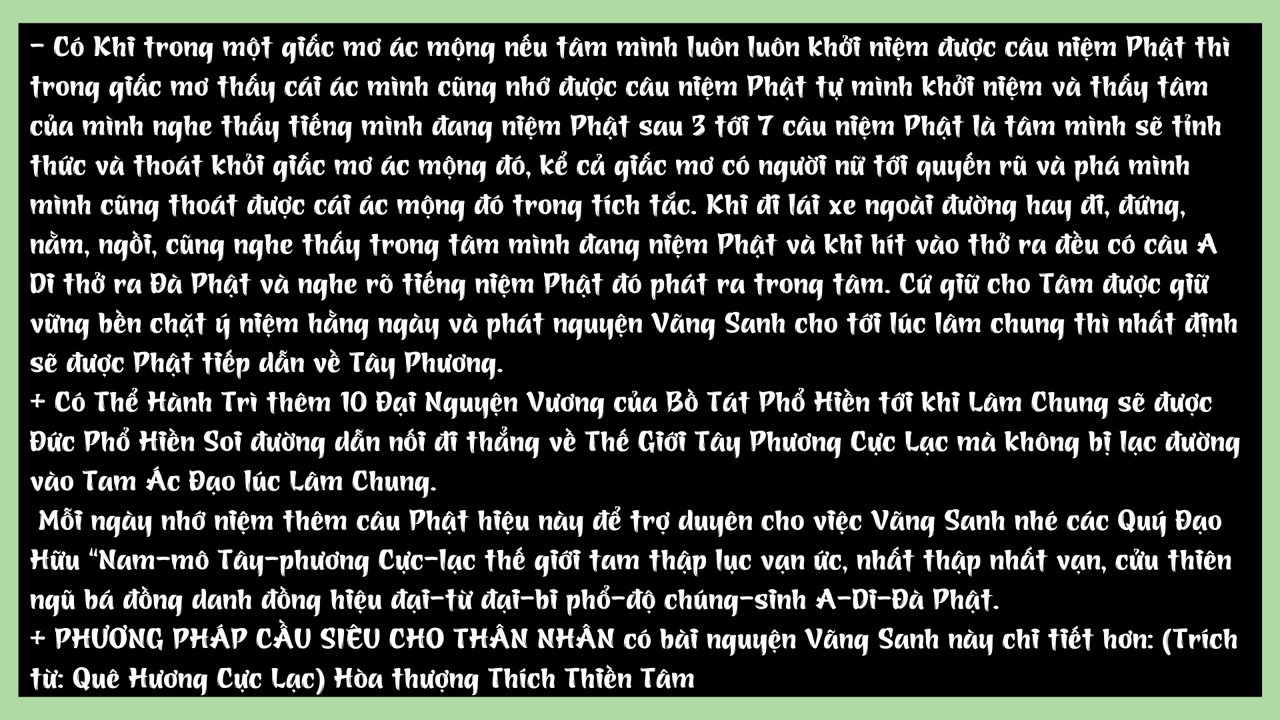 - Có Khi trong một giấc mơ ác mộng nếu tâm mình luôn luôn khởi niệm được câu niệm Phật thì
trong giấc mơ thấy cái ác mình cũng nhớ được câu niệm Phật tự mình khởi niệm và thấy tâm
của mình nghe thấy tiếng mình đang niệm Phật sau 3 tới 7 câu niệm Phật là tâm mình sẽ tỉnh
thức và thoát khỏi giấc mơ ác mộng đó, kể cả giấc mơ có người nữ tới quyến rũ và phá mình
mình cũng thoát được cái ác mộng đó trong tích tắc. Khi đi lái xe ngoài đường hay đi, đứng,
nằm, ngồi, cũng nghe thấy trong tâm mình đang niệm Phật và khi hít vào thở ra đều có câu A
Di thở ra Đà Phật và nghe rõ tiếng niệm Phật đó phát ra trong tâm. Cứ giữ cho Tâm được giữ
vững bền chặt ý niệm hằng ngày và phát nguyện Vãng Sanh cho tới lúc lâm chung thì nhất định
sẽ được Phật tiếp dẫn về Tây Phương.
+ Có Thể Hành Trì thêm 10 Đại Nguyện Vương của Bồ Tát Phổ Hiền tới khi Lâm Chung sẽ được
Đức Phổ Hiền Soi đường dẫn nối đi thẳng về Thế Giới Tây Phương Cực Lạc mà không bị lạc đường
vào Tam Ác Đạo lúc Lâm Chung.
Mỗi ngày nhớ niệm thêm câu Phật hiệu này để trợ duyên cho việc Vãng Sanh nhé các Quý Đạo
Hữu "Nam-mô Tây-phương Cực-lạc thế giới tam thập lục vạn ức, nhất thập nhất vạn, cửu thiên
ngũ bá đồng danh đồng hiệu đại-từ đại-bi phổ-độ chúng-sinh A-Di-Đà Phật.
+ PHƯƠNG PHÁP CẦU SIÊU CHO THÂN NHÂN có bài nguyện Vãng Sanh này chi tiết hơn: (Trích
từ: Quê Hương Cực Lạc) Hòa thượng Thích Thiền Tâm